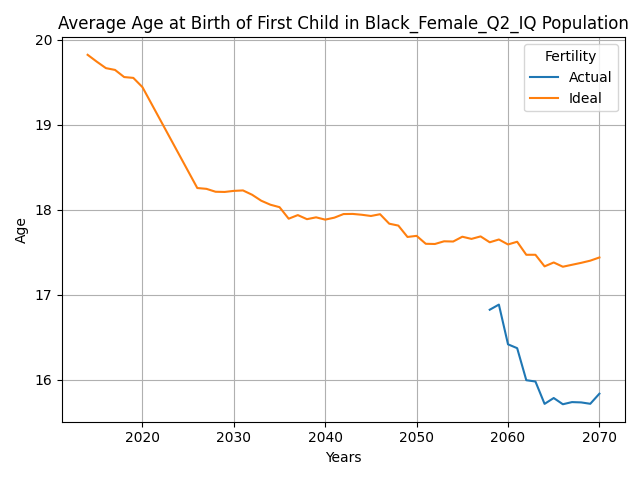 Average Age at Birth of First Child in Black_Female_Q2_IQ Population
Fertility
Actual
Ideal
20
19
18
17
16
Age
2020
2030
2040
2050
2060
2070
Years